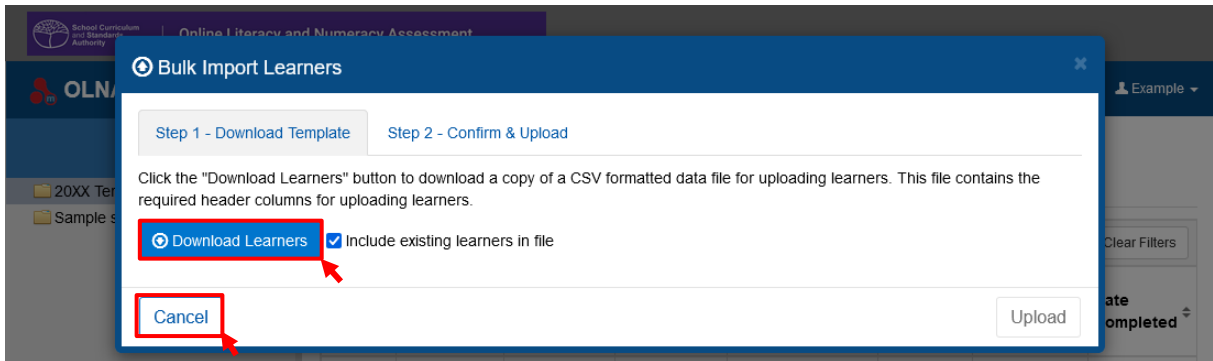 School Curriculum
and Standards
Authority
Online Literacy and Numeracy Assessment
Bulk Import Learners
×
OLNA
Example
Step 1 - Download Template
Step 2 - Confirm & Upload
Click the "Download Learners" button to download a copy of a CSV formatted data file for uploading learners. This file contains the
required header columns for uploading learners.
20XX Ter
Sample s
Download Learners
Include existing learners in file
Clear Filters
Cancel
Upload
ate
ompleted